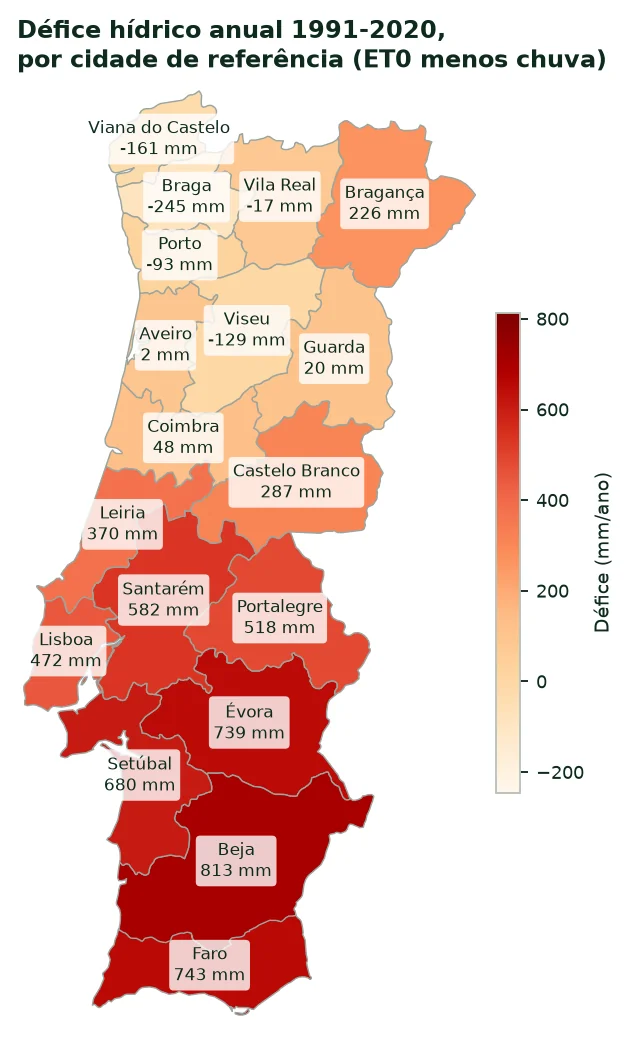 Défice hídrico anual 1991-2020,
por cidade de referência (ET0 menos chuva)
Viana do Castelo
-161 mm
Braga
-245 mm
Vila Real
-17 mm
Bragança
226 mm
Porto
-93 mm
Aveiro
2 mm
Viseu
-129 mm
Guarda
20 mm
Coimbra
48 mm
Castelo Branco
287 mm
Leiria
370 mm
Santarém
582 mm
Portalegre
518 mm
Lisboa
472 mm
Évora
739 mm
Setúbal
680 mm
Beja
813 mm
Faro
743 mm
800
600
400
200
0
−200
Défice (mm/ano)